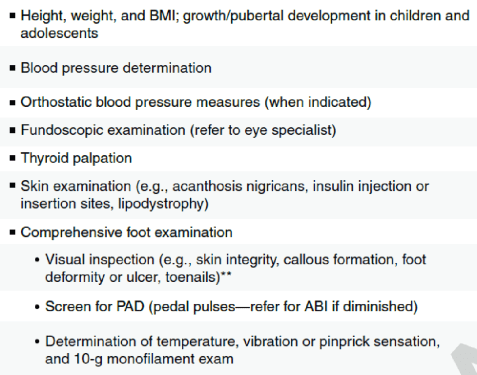 ▪ Height, weight, and BMI; growth/pubertal development in children and
adolescents
▪ Blood pressure determination
▪ Orthostatic blood pressure measures (when indicated)
▪ Fundoscopic examination (refer to eye specialist)
▪ Thyroid palpation
▪ Skin examination (e.g., acanthosis nigricans, insulin injection or
insertion sites, lipodystrophy)
▪ Comprehensive foot examination
• Visual inspection (e.g., skin integrity, callous formation, foot
deformity or ulcer, toenails)**
• Screen for PAD (pedal pulses—refer for ABI if diminished)
• Determination of temperature, vibration or pinprick sensation,
and 10-g monofilament exam